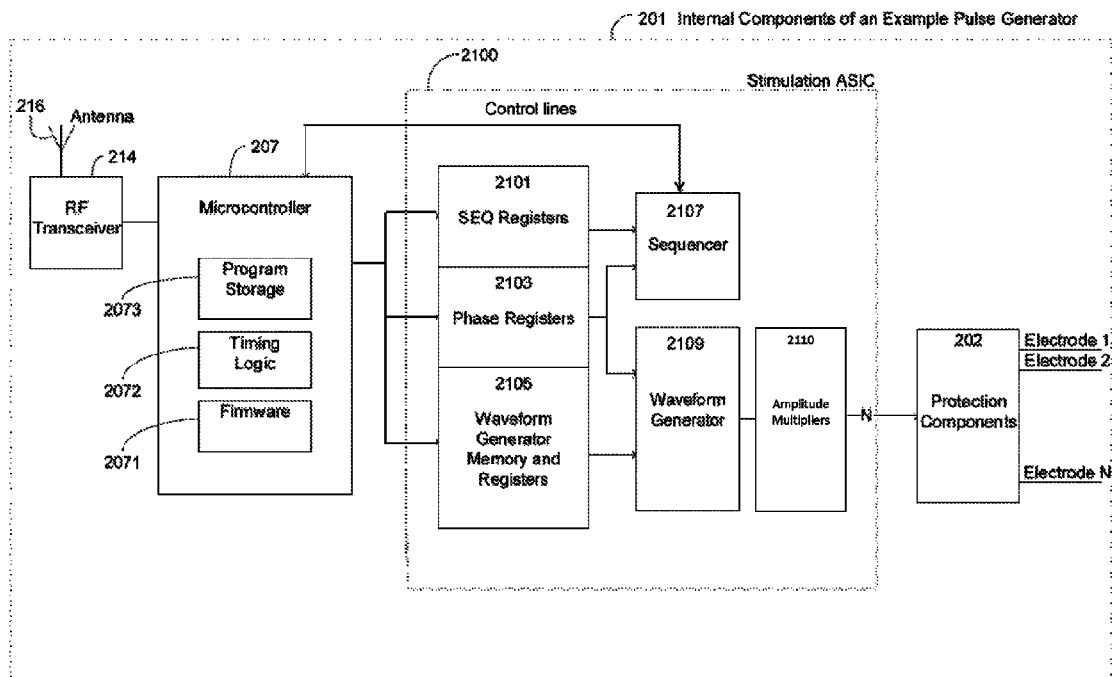 201 Internal Components of an Example Pulse Generator
2100
Stimulation ASIC
216
Antenna
Control lines
214
207
RF
Transceiver
Microcontroller
2101
SEQ Registers
2107
Sequencer
Program
Storage
2073
2103
Phase Registers
Timing
Logic
2072
2109
Waveform
Generator
2110
Amplitude
Multipliers
N
202
Protection
Components
Electrode 1
Electrode 2
Electrode N
Firmware
2071
2105
Waveform
Generator
Memory and
Registers